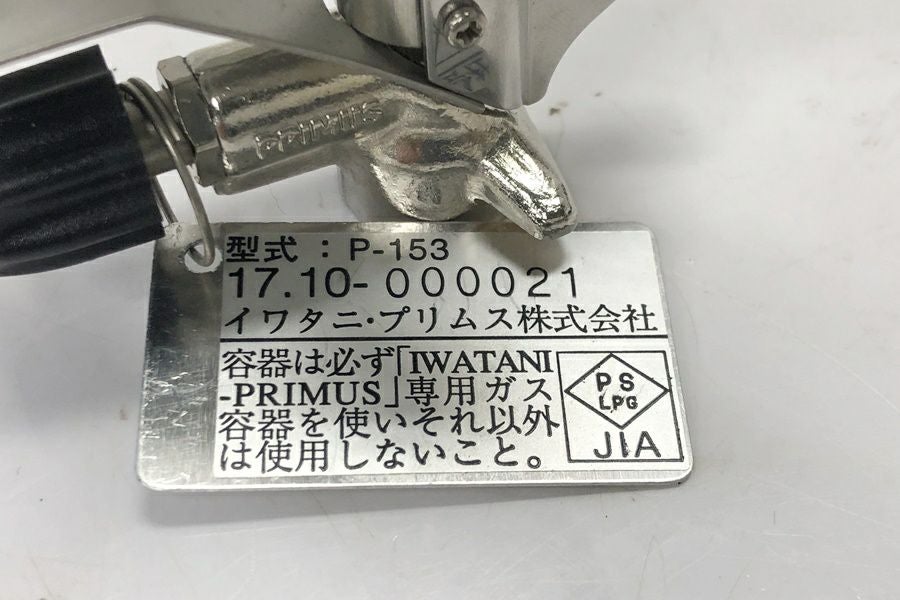 PRIMUS
型式：P-153
17.10-000021
イワタニ・プリムス株式会社
容器は必ず「IWATANI
-PRIMUS」専用ガス
容器を使いそれ以外
は使用しないこと。
PS
LPG
JIA